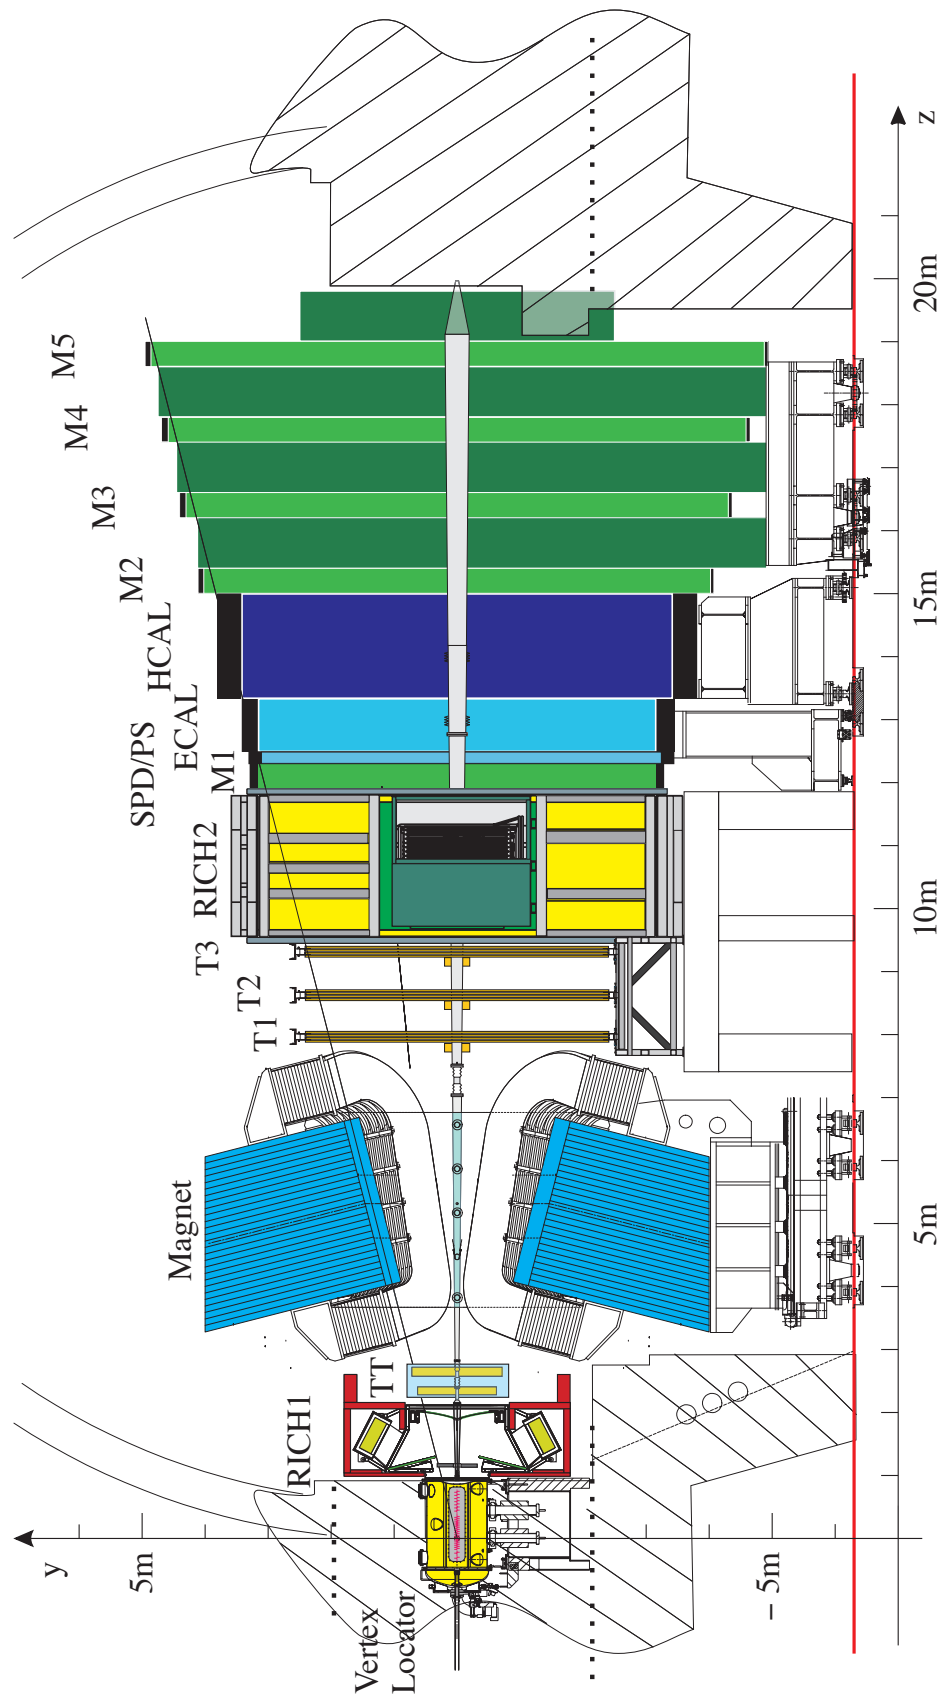 y
5m
− 5m
Vertex
Locator
RICH1
TT
Magnet
T1
T2
T3
RICH2
M1
SPD/PS
ECAL
HCAL
M2
M3
M4
M5
5m
10m
15m
20m
z